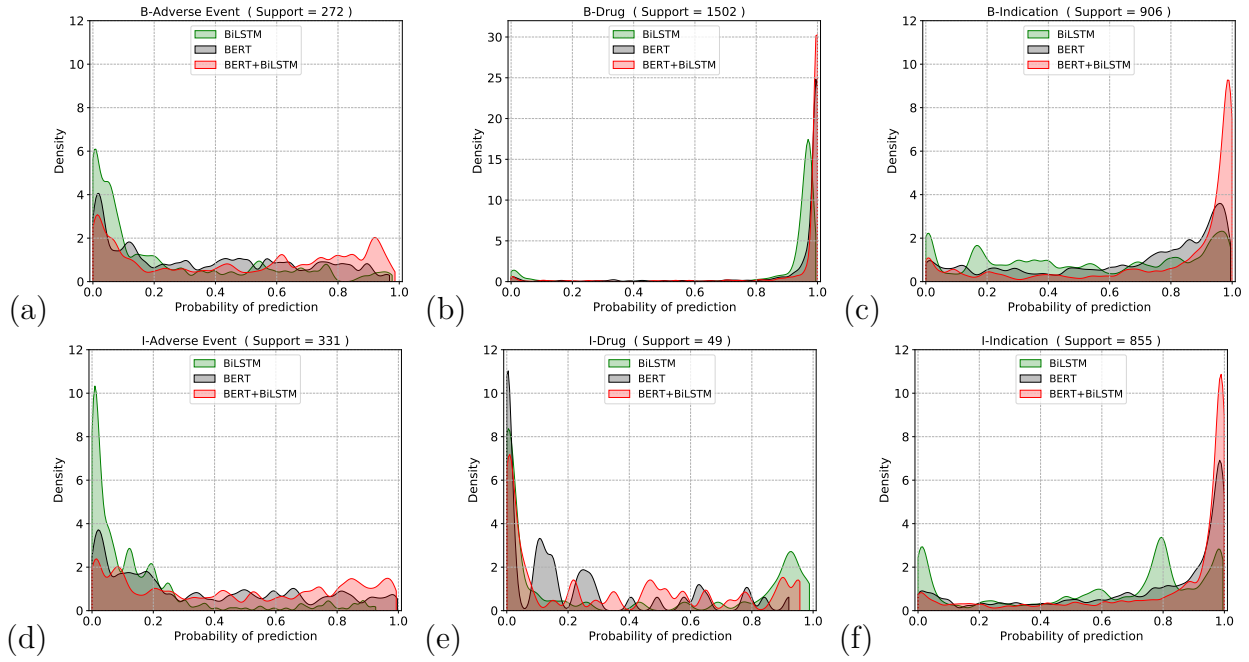 B-Adverse Event ( Support = 272 )
12
10
8
6
4
2
0
Density
BiLSTM
BERT
BERT+BiLSTM
0.0 0.2 0.4 0.6 0.8 1.0
Probability of prediction
(a)
B-Drug ( Support = 1502 )
30
25
20
15
10
5
0
Density
BiLSTM
BERT
BERT+BiLSTM
0.0 0.2 0.4 0.6 0.8 1.0
Probability of prediction
(b)
B-Indication ( Support = 906 )
12
10
8
6
4
2
0
Density
BiLSTM
BERT
BERT+BiLSTM
0.0 0.2 0.4 0.6 0.8 1.0
Probability of prediction
(c)
I-Adverse Event ( Support = 331 )
12
10
8
6
4
2
0
Density
BiLSTM
BERT
BERT+BiLSTM
0.0 0.2 0.4 0.6 0.8 1.0
Probability of prediction
(d)
I-Drug ( Support = 49 )
12
10
8
6
4
2
0
Density
BiLSTM
BERT
BERT+BiLSTM
0.0 0.2 0.4 0.6 0.8 1.0
Probability of prediction
(e)
I-Indication ( Support = 855 )
12
10
8
6
4
2
0
Density
BiLSTM
BERT
BERT+BiLSTM
0.0 0.2 0.4 0.6 0.8 1.0
Probability of prediction
(f)